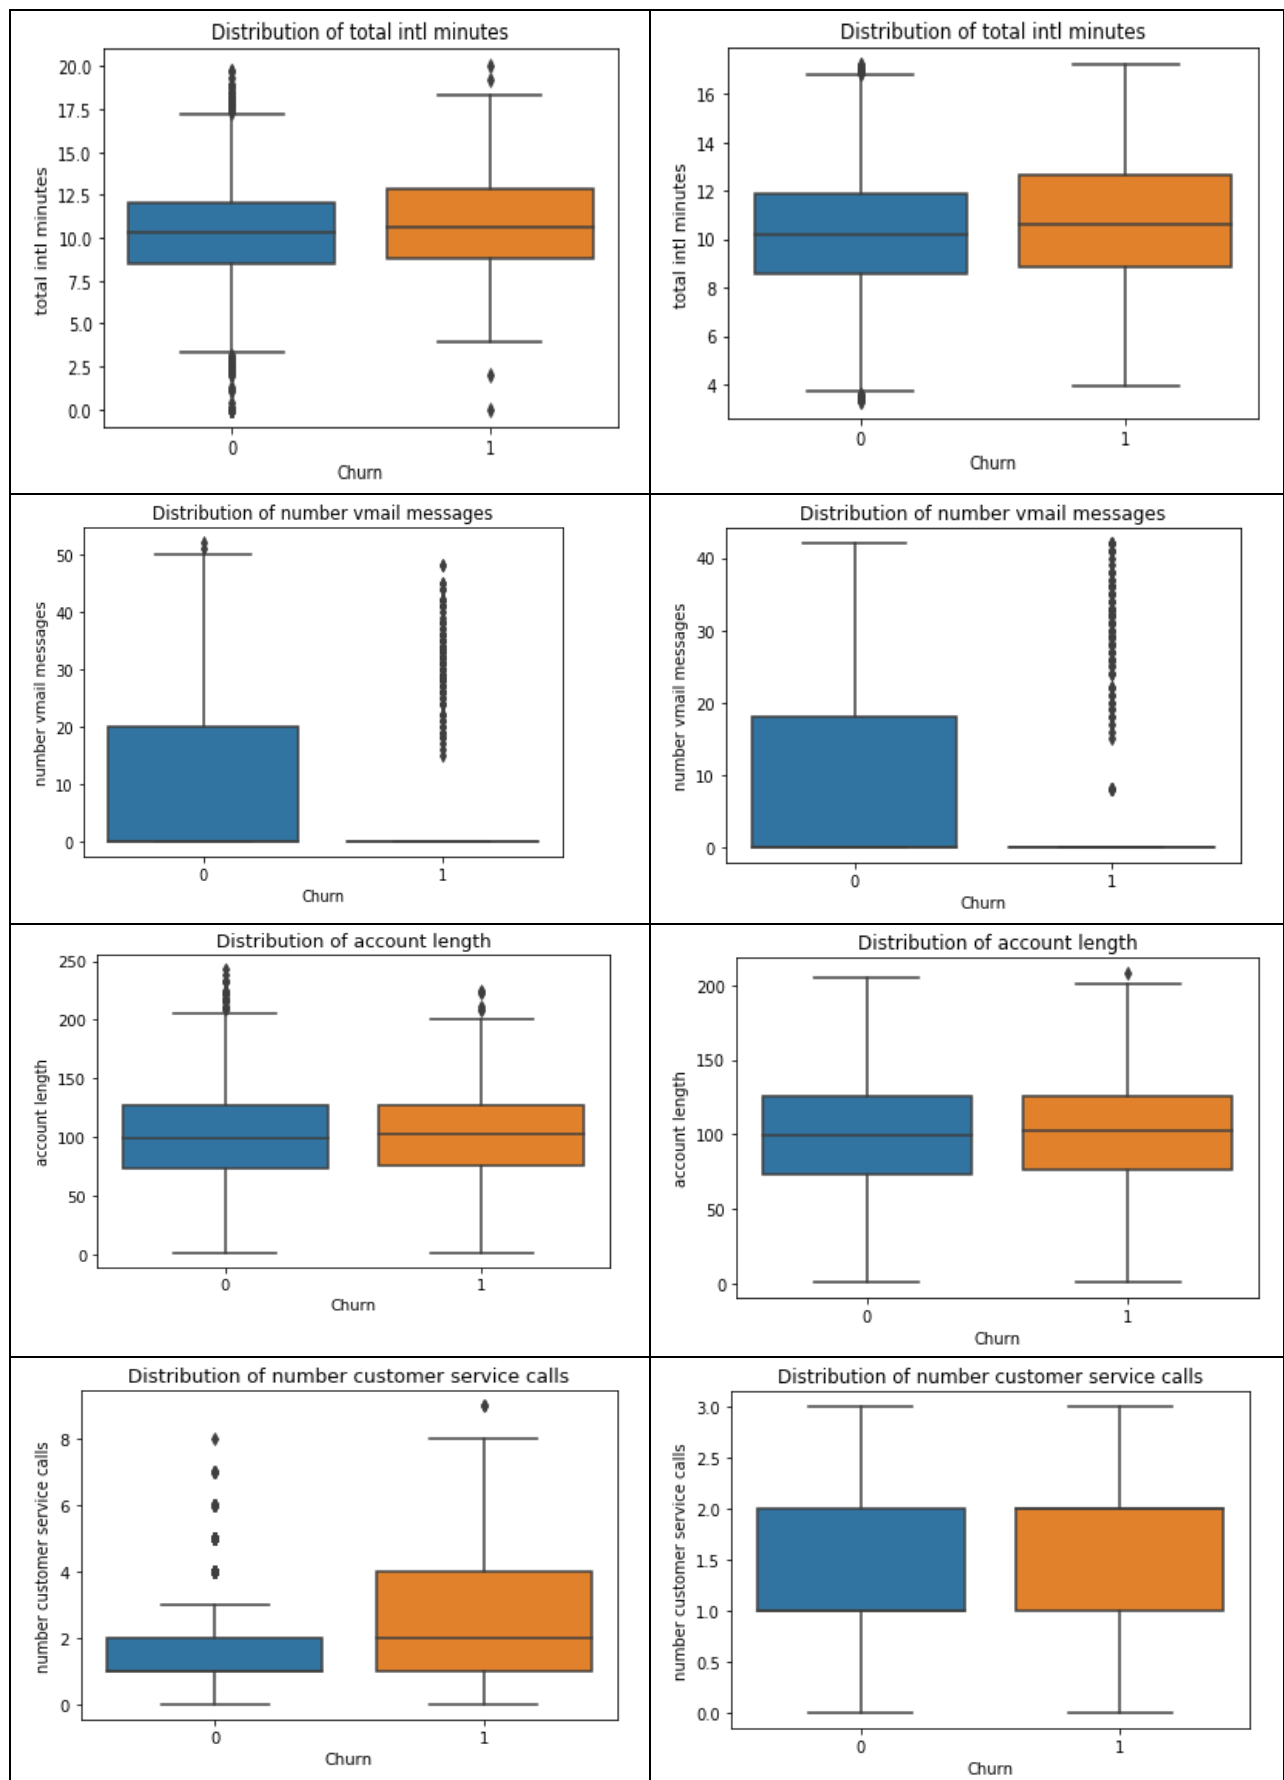 Distribution of total intl minutes
total intl minutes
20.0
17.5
15.0
12.5
10.0
7.5
5.0
2.5
0.0
0 1
Churn
Distribution of total intl minutes
total intl minutes
16
14
12
10
8
6
4
0 1
Churn
Distribution of number vmail messages
number vmail messages
50
40
30
20
10
0
0 1
Churn
Distribution of number vmail messages
number vmail messages
40
30
20
10
0
0 1
Churn
Distribution of account length
account length
250
200
150
100
50
0
0 1
Churn
Distribution of account length
account length
200
150
100
50
0
0 1
Churn
Distribution of number customer service calls
number customer service calls
8
6
4
2
0
0 1
Churn
Distribution of number customer service calls
number customer service calls
3.0
2.5
2.0
1.5
1.0
0.5
0.0
0 1
Churn